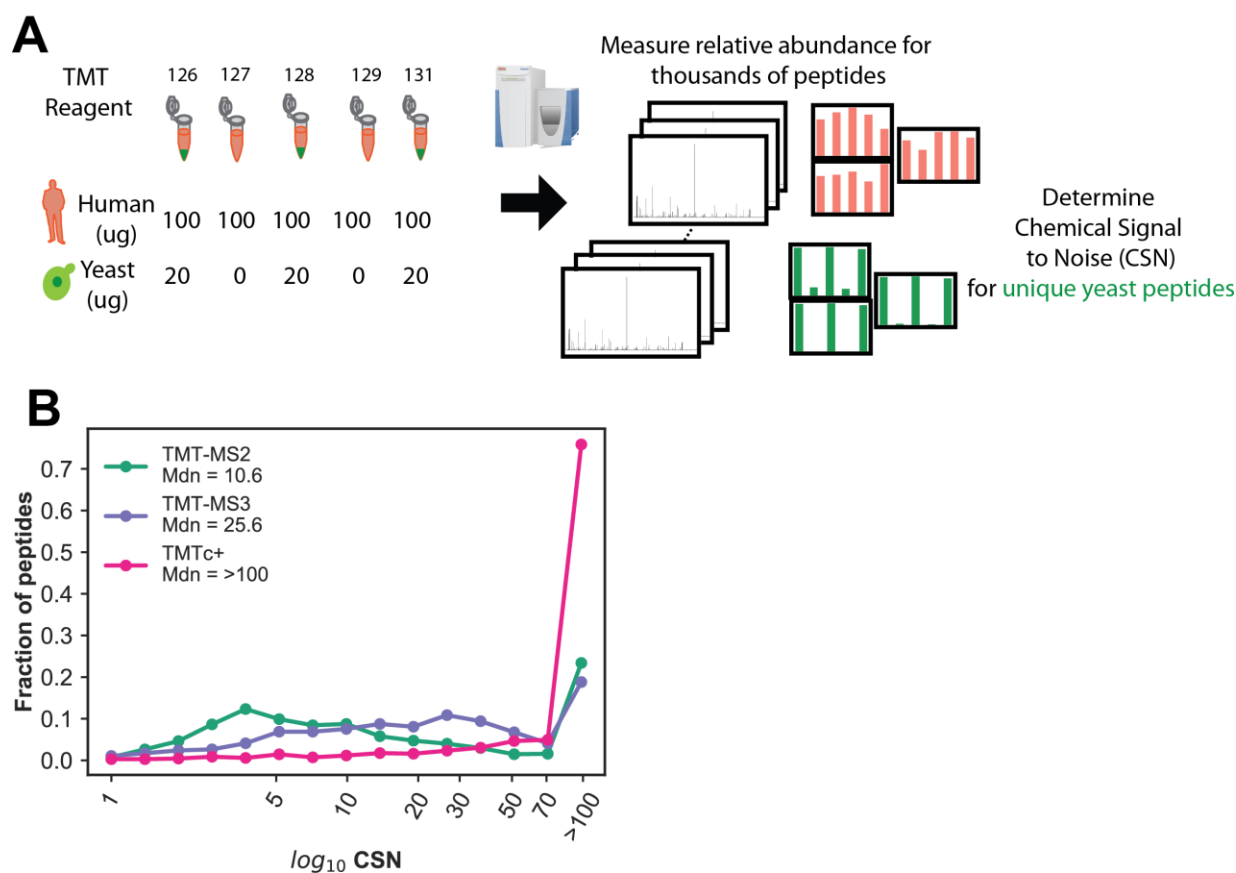 A
TMT
Reagent
126 127 128 129 131
Human
(ug)
100 100 100 100 100
Yeast
(ug)
20 0 20 0 20
Measure relative abundance for
thousands of peptides
Determine
Chemical Signal
to Noise (CSN)
for unique yeast peptides
B
TMT-MS2
Mdn = 10.6
TMT-MS3
Mdn = 25.6
TMTc+
Mdn = >100
Fraction of peptides
0.7
0.6
0.5
0.4
0.3
0.2
0.1
0.0
1 5 10 20 30 50 70 >100
log10 CSN